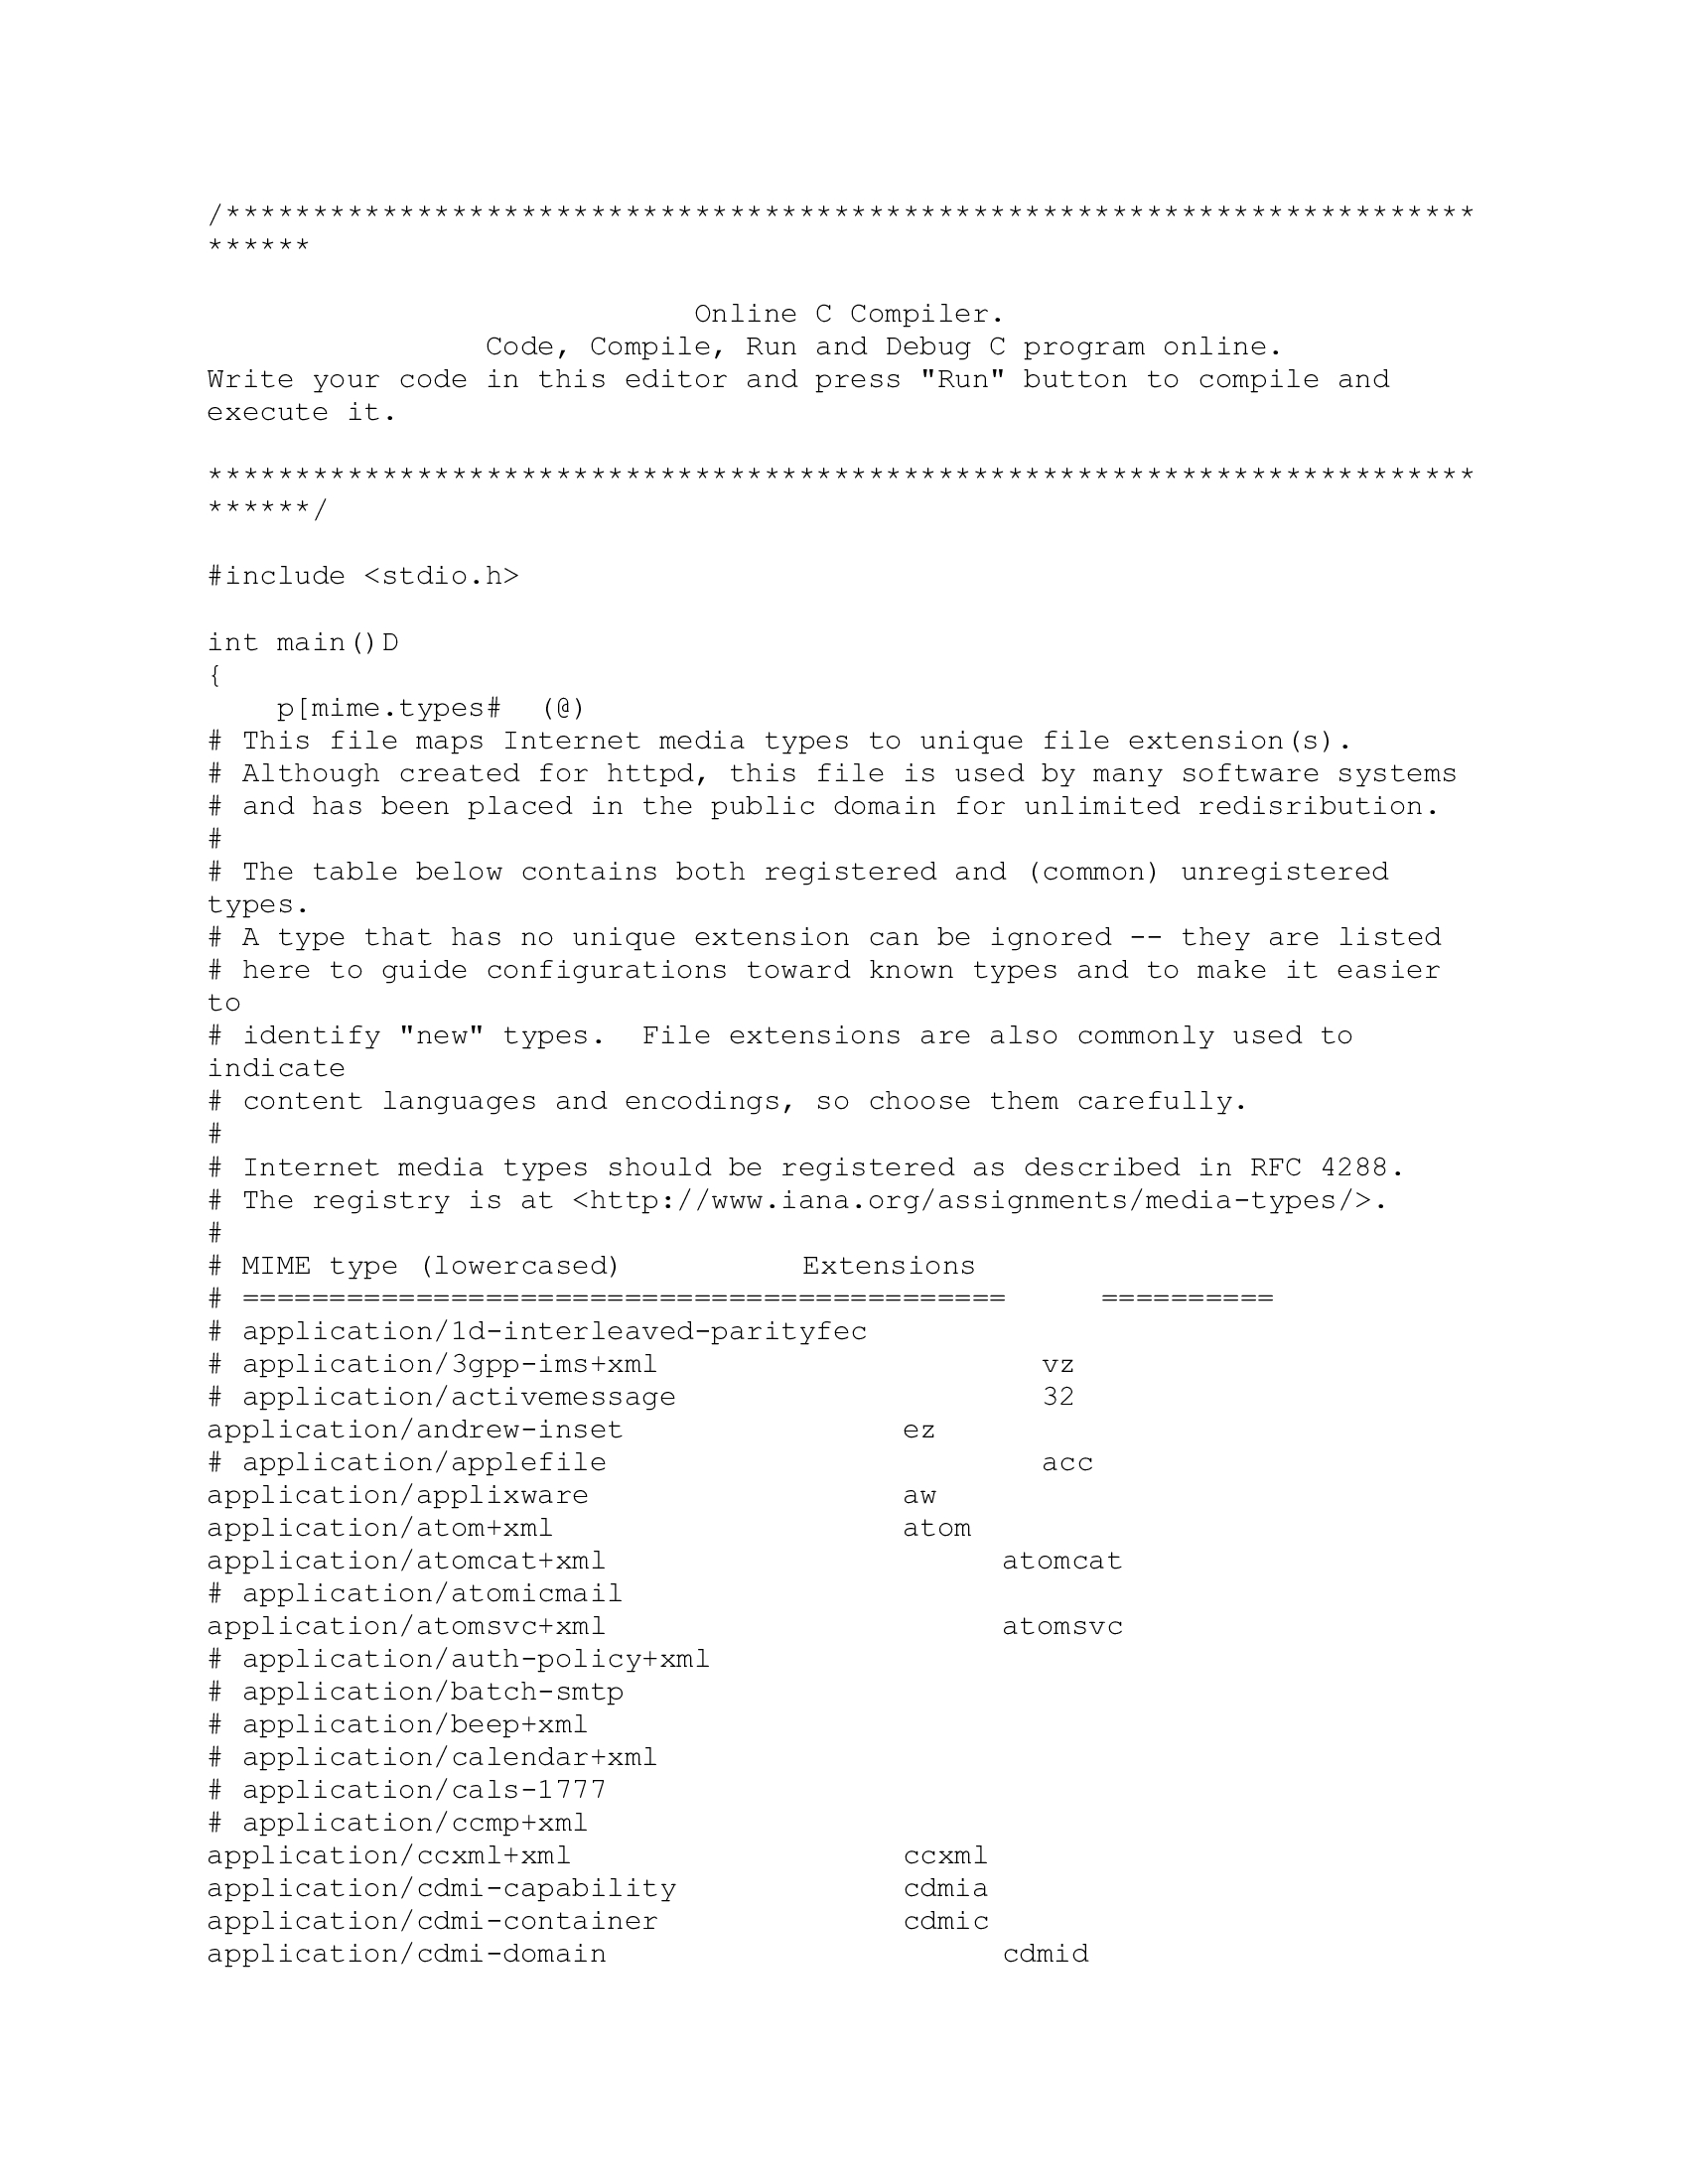 /************************************************************************
******
Online C Compiler.
Code, Compile, Run and Debug C program online.
Write your code in this editor and press "Run" button to compile and
execute it.
*************************************************************************
******/
#include <stdio.h>
int main()D
{
p[mime.types#  (@)
# This file maps Internet media types to unique file extension(s).
# Although created for httpd, this file is used by many software systems
# and has been placed in the public domain for unlimited redisribution.
#
# The table below contains both registered and (common) unregistered
types.
# A type that has no unique extension can be ignored -- they are listed
# here to guide configurations toward known types and to make it easier
to
# identify "new" types.  File extensions are also commonly used to
indicate
# content languages and encodings, so choose them carefully.
#
# Internet media types should be registered as described in RFC 4288.
# The registry is at <http://www.iana.org/assignments/media-types/>.
#
# MIME type (lowercased) Extensions
# ============================================ ==========
# application/1d-interleaved-parityfec
# application/3gpp-ims+xml vz
# application/activemessage 32
application/andrew-inset ez
# application/applefile acc
application/applixware aw
application/atom+xml atom
application/atomcat+xml atomcat
# application/atomicmail
application/atomsvc+xml atomsvc
# application/auth-policy+xml
# application/batch-smtp
# application/beep+xml
# application/calendar+xml
# application/cals-1777
# application/ccmp+xml
application/ccxml+xml ccxml
application/cdmi-capability cdmia
application/cdmi-container cdmic
application/cdmi-domain cdmid